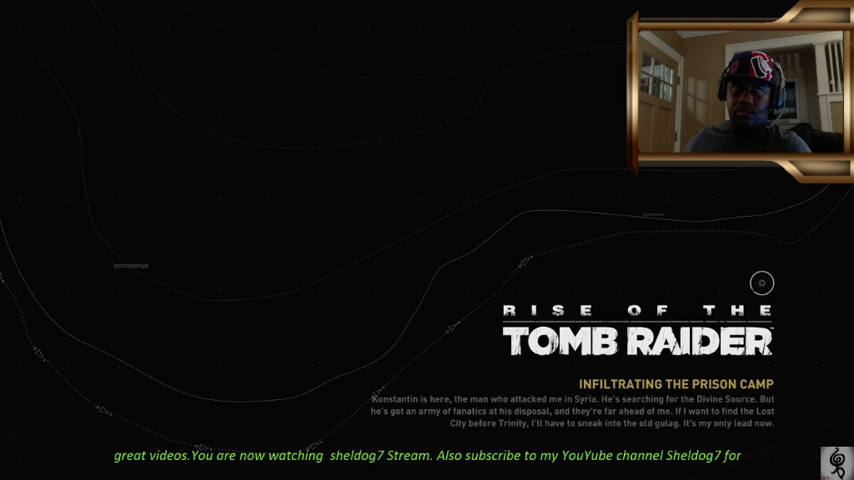 RISE OF THE
TOMB RAIDER
INFILTRATING THE PRISON CAMP
Konstantin is here, the man who attacked me in Syria. He's searching for the Divine Source. But
he's got an army of fanatics at his disposal, and they're far ahead of me. If I want to find the Lost
City before Trinity, I'll have to sneak into the old gulag. It's my only lead now.
great videos.You are now watching sheldog7 Stream. Also subscribe to my YouYube channel Sheldog7 for